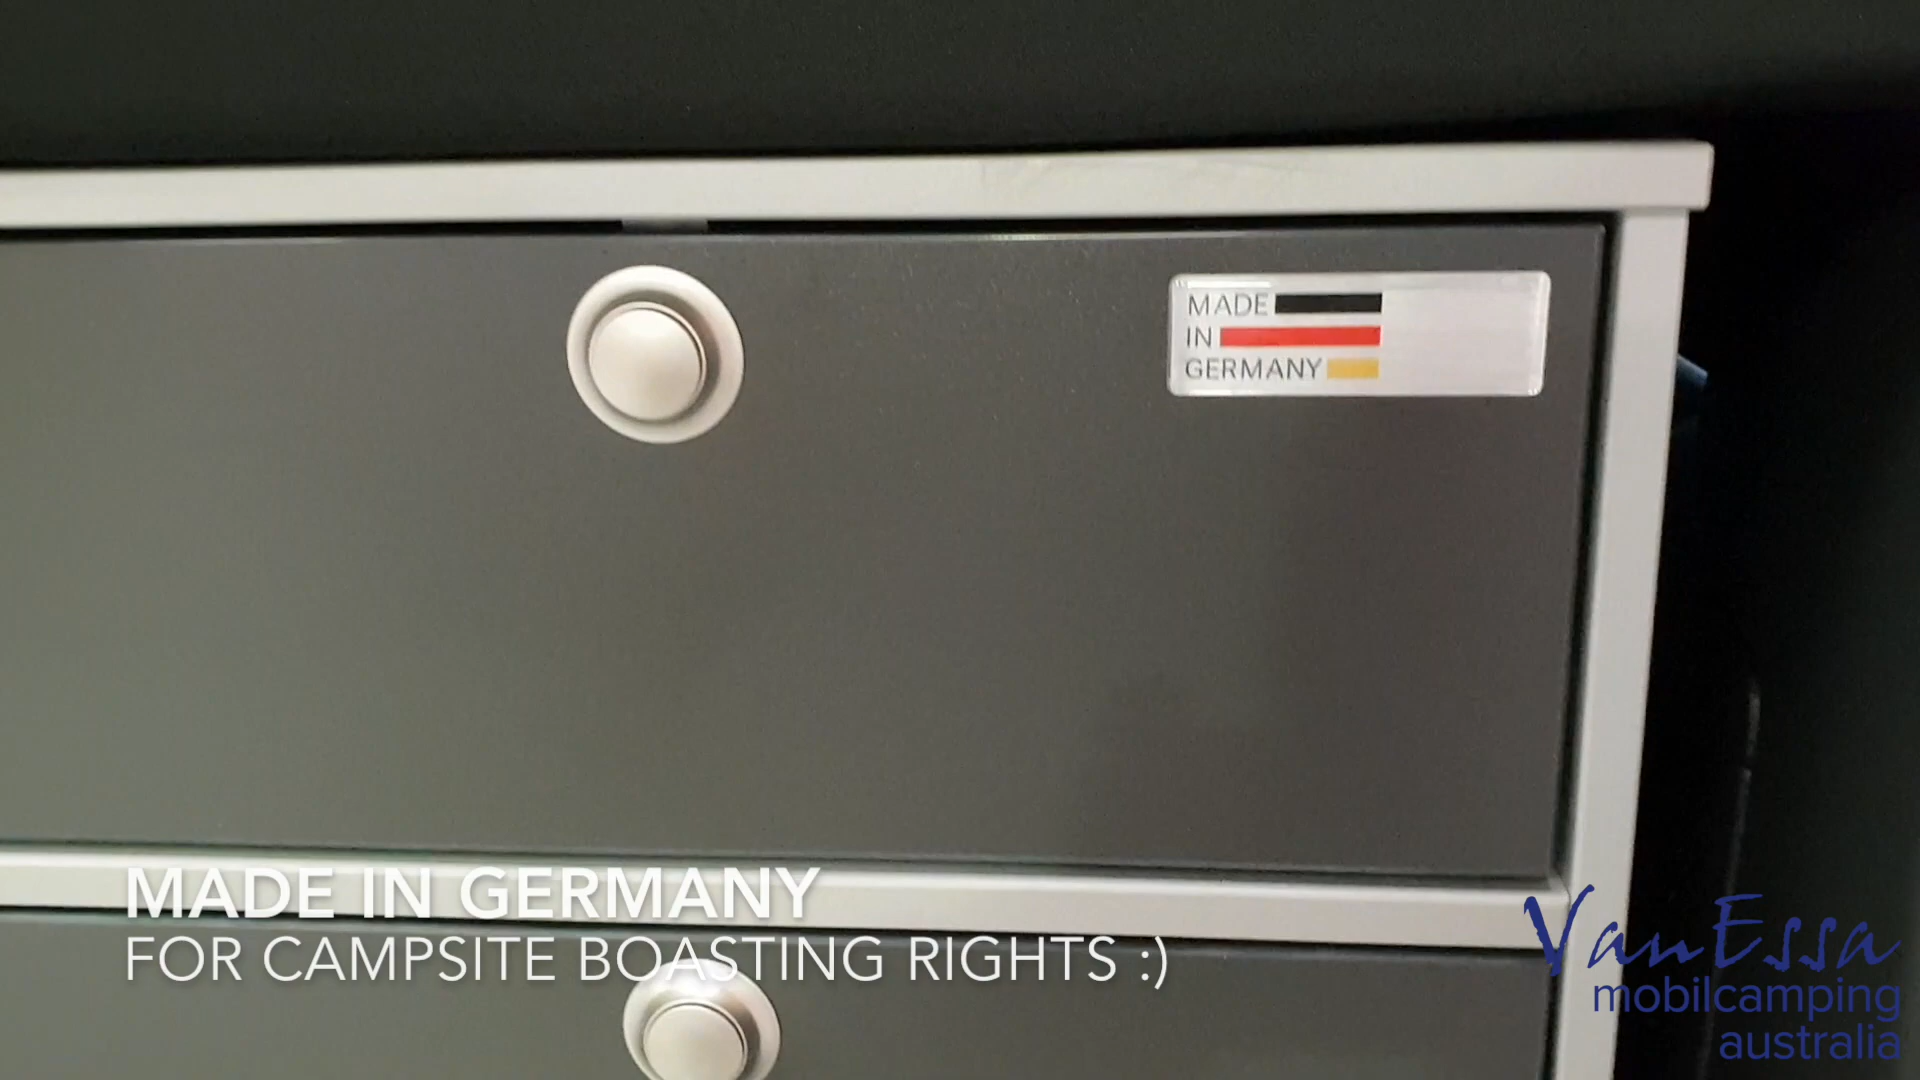 MADE
IN
GERMANY
MADE IN GERMANY
FOR CAMPSITE BOASTING RIGHTS :)
VanEssa
mobilcamping
australia